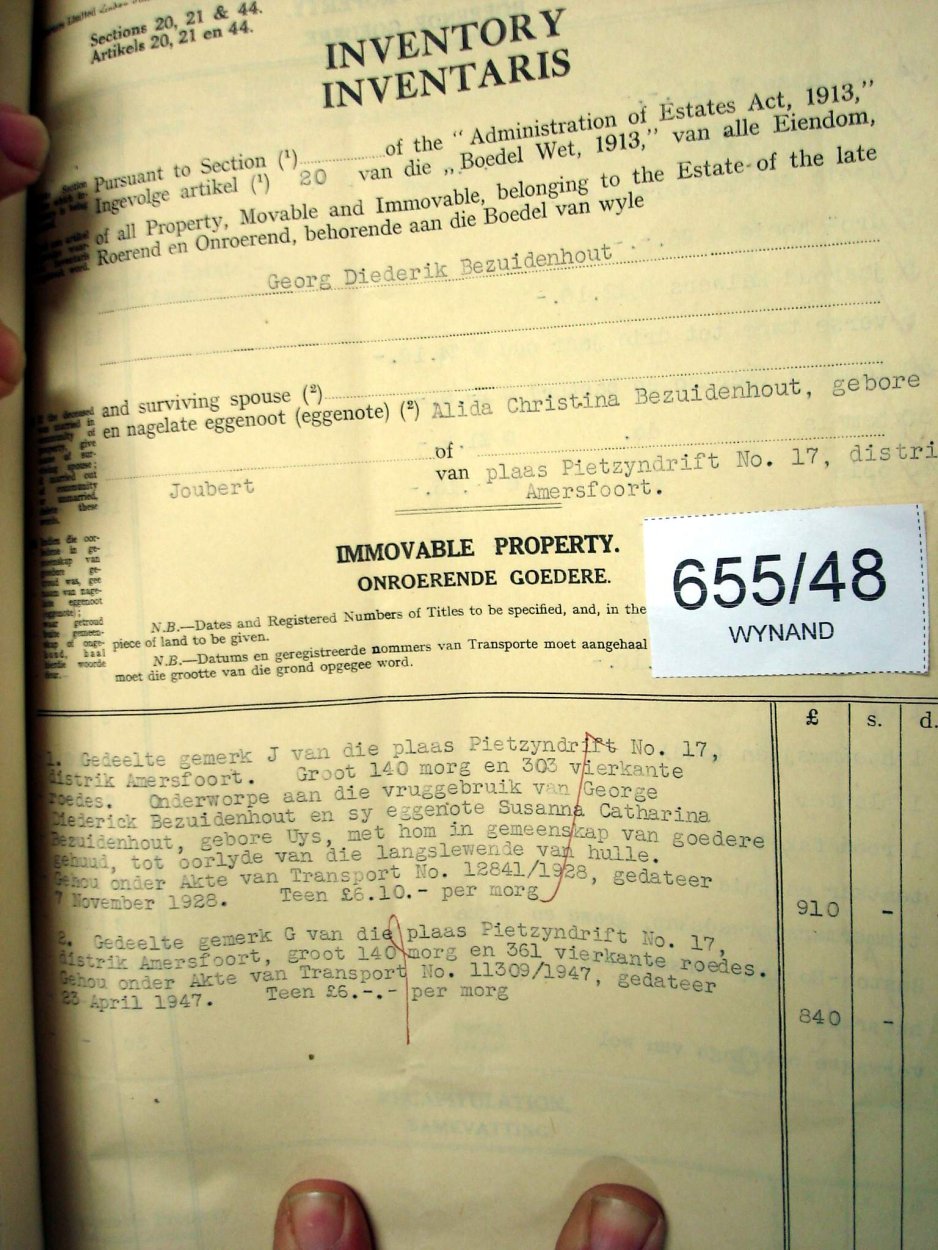 Sections 20, 21 & 44.
Artikels 20, 21 en 44.
INVENTORY
INVENTARIS
Pursuant to Section (¹)..............of the "Administration of Estates Act, 1913,"
Ingevolge artikel (¹) 20 van die „Boedel Wet, 1913," van alle Eiendom,
of all Property, Movable and Immovable, belonging to the Estate of the late
Roerend en Onroerend, behorende aan die Boedel van wyle
Georg Diederik Bezuidenhout
and surviving spouse (²)
en nagelate eggenoot (eggenote) (²) Alida Christina Bezuidenhout, gebore
of
Joubert van plaas Pietzyndrift No. 17, distri
Amersfoort.
IMMOVABLE PROPERTY.
ONROERENDE GOEDERE.
655/48
WYNAND
N.B.—Dates and Registered Numbers of Titles to be specified, and, in the
piece of land to be given.
N.B.—Datums en geregistreerde nommers van Transporte moet aangehaal
moet die grootte van die grond opgegee word.
£ s. d.
1. Gedeelte gemerk J van die plaas Pietzyndrift No. 17,
distrik Amersfoort. Groot 140 morg en 303 vierkante
roedes. Onderworpe aan die vruggebruik van George
Diederick Bezuidenhout en sy eggenote Susanna Catharina
Bezuidenhout, gebore Uys, met hom in gemeenskap van goedere
gehuud, tot oorlyde van die langslewende van hulle.
Gehou onder Akte van Transport No. 12841/1928, gedateer
7 November 1928. Teen £6.10.- per morg
910 -
2. Gedeelte gemerk G van die plaas Pietzyndrift No. 17,
distrik Amersfoort, groot 140 morg en 361 vierkante roedes.
Gehou onder Akte van Transport No. 11309/1947, gedateer
23 April 1947. Teen £6.-.- per morg
840 -